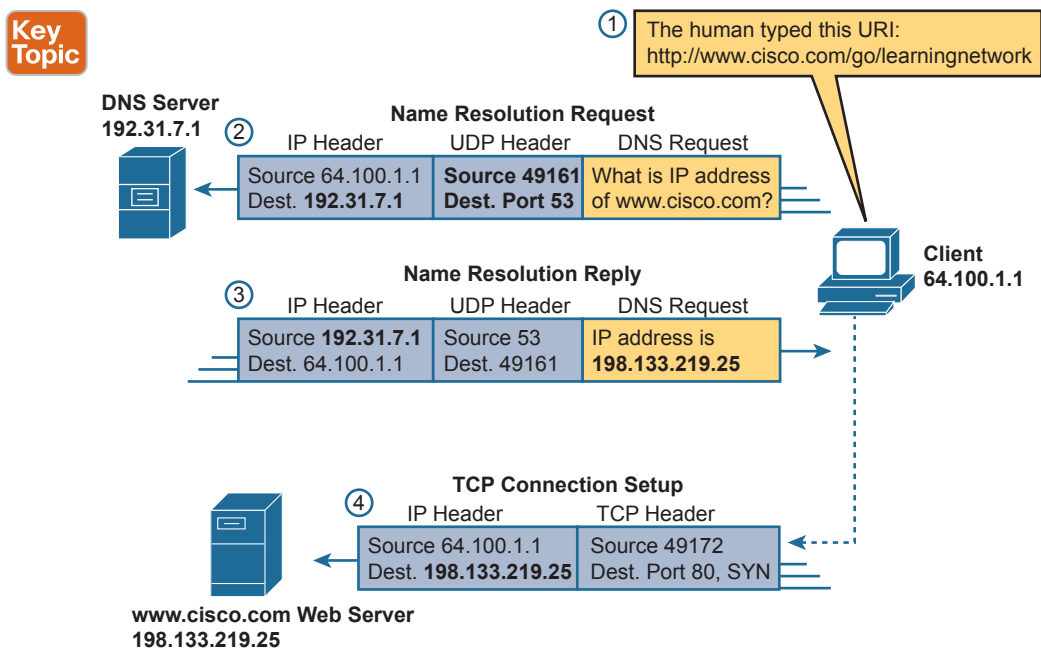 Key
Topic
1
The human typed this URI:
http://www.cisco.com/go/learningnetwork
DNS Server
192.31.7.1
2
Name Resolution Request
IP Header UDP Header DNS Request
Source 64.100.1.1 Source 49161 What is IP address
Dest. 192.31.7.1 Dest. Port 53 of www.cisco.com?
Client
64.100.1.1
Name Resolution Reply
3
IP Header UDP Header DNS Request
Source 192.31.7.1 Source 53 IP address is
Dest. 64.100.1.1 Dest. 49161 198.133.219.25
TCP Connection Setup
4
IP Header TCP Header
Source 64.100.1.1 Source 49172
Dest. 198.133.219.25 Dest. Port 80, SYN
www.cisco.com Web Server
198.133.219.25